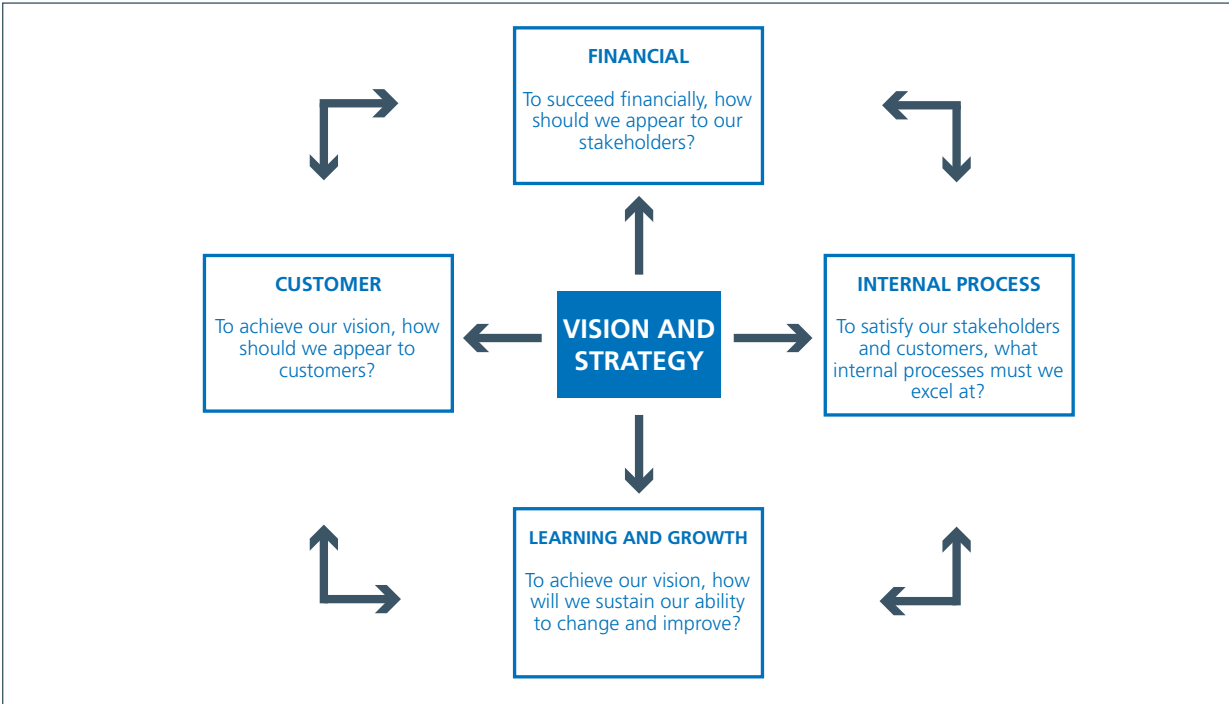 FINANCIAL
To succeed financially, how
should we appear to our
stakeholders?
CUSTOMER
To achieve our vision, how
should we appear to
customers?
VISION AND
STRATEGY
INTERNAL PROCESS
To satisfy our stakeholders
and customers, what
internal processes must we
excel at?
LEARNING AND GROWTH
To achieve our vision, how
will we sustain our ability
to change and improve?